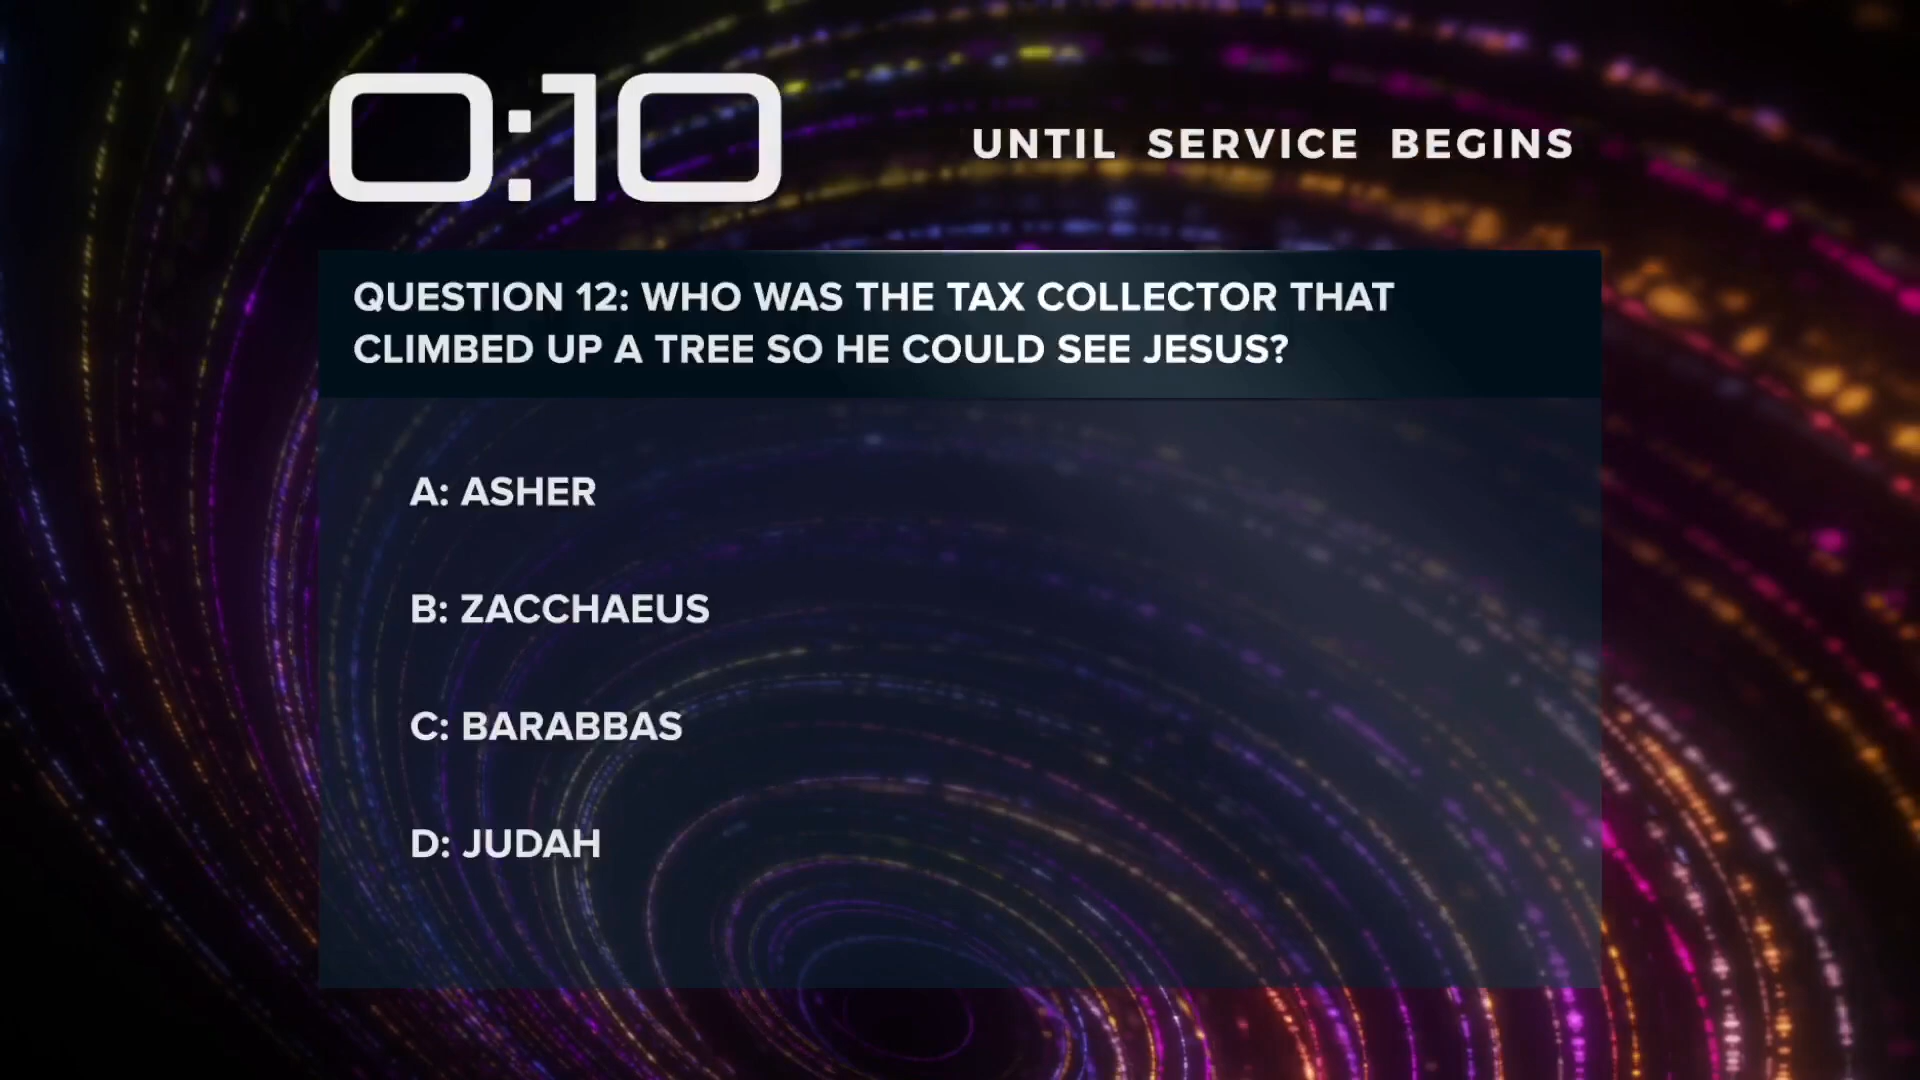 0:10
UNTIL SERVICE BEGINS
QUESTION 12: WHO WAS THE TAX COLLECTOR THAT
CLIMBED UP A TREE SO HE COULD SEE JESUS?
A: ASHER
B: ZACCHAEUS
C: BARABBAS
D: JUDAH